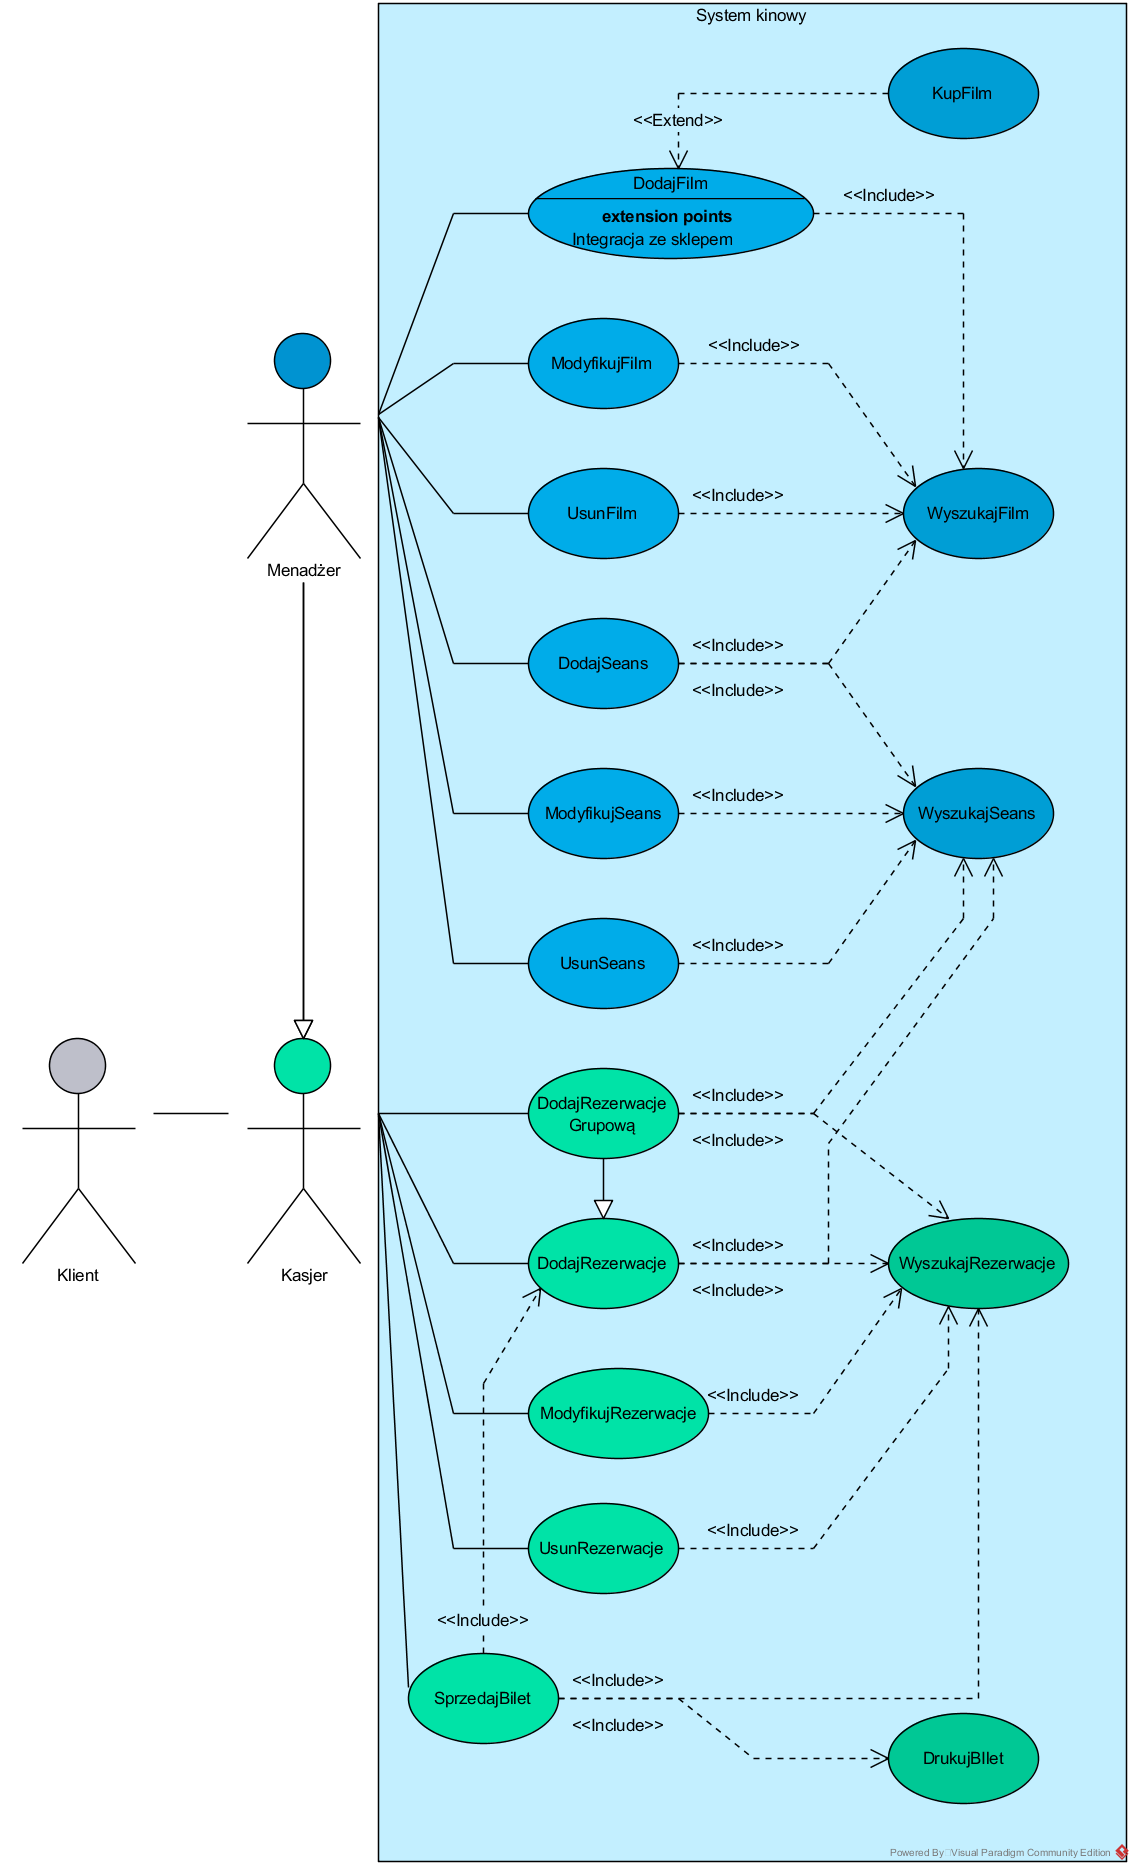 System kinowy
KupFilm
<<Extend>>
DodajFilm
<<Include>>
extension points
Integracja ze sklepem
<<Include>>
ModyfikujFilm
<<Include>>
UsunFilm
WyszukajFilm
Menadżer
<<Include>>
DodajSeans
<<Include>>
<<Include>>
ModyfikujSeans
WyszukajSeans
<<Include>>
UsunSeans
<<Include>>
DodajRezerwacje
Grupową
<<Include>>
<<Include>>
DodajRezerwacje
WyszukajRezerwacje
Klient
Kasjer
<<Include>>
<<Include>>
ModyfikujRezerwacje
<<Include>>
UsunRezerwacje
<<Include>>
<<Include>>
SprzedajBilet
<<Include>>
DrukujBIlet
Powered By Visual Paradigm Community Edition